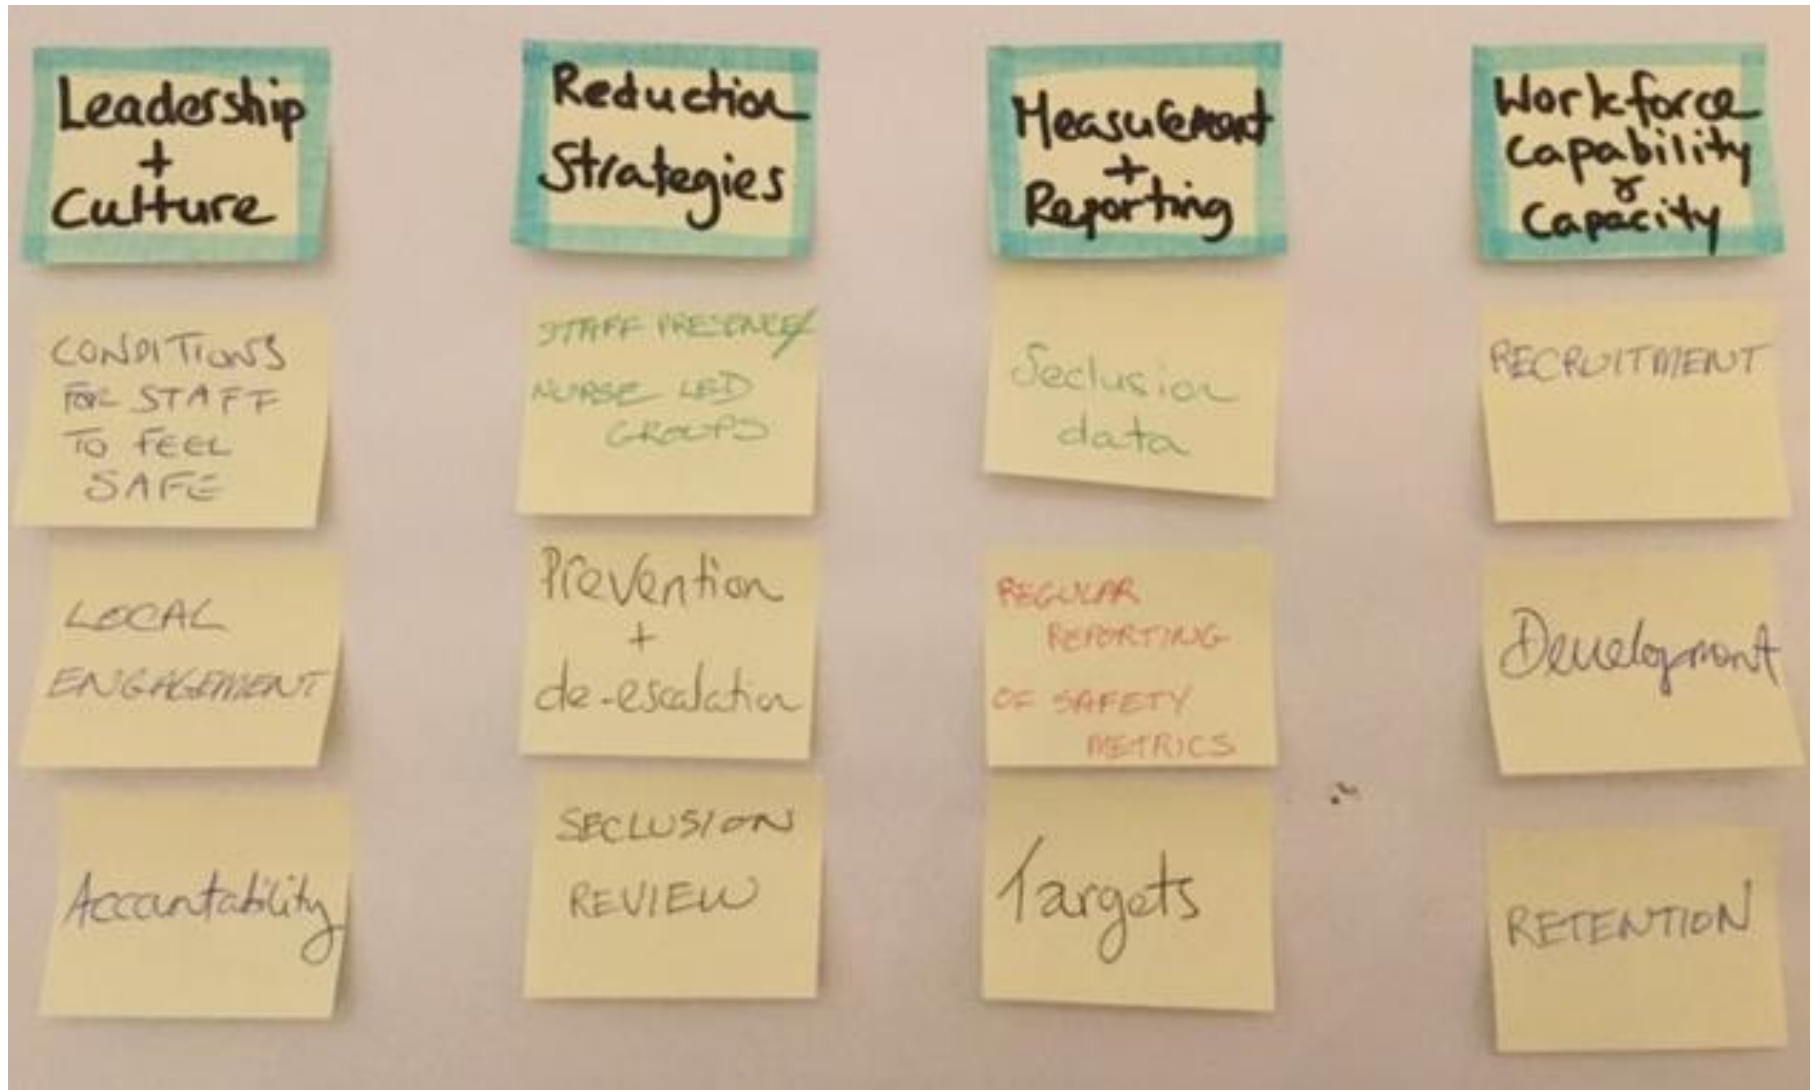 Leadership
+
Culture
CONDITIONS
FOR STAFF
TO FEEL
SAFE
LOCAL
ENGAGEMENT
Accountability
Reduction
Strategies
STAFF PRESENCE/
NURSE LED
GROUPS
Prevention
+
de-escalation
SECLUSION
REVIEW
Measurement
+
Reporting
Seclusion
data
REGULAR
REPORTING
OF SAFETY
METRICS
Targets
Workforce
Capability
&
Capacity
RECRUITMENT
Development
RETENTION